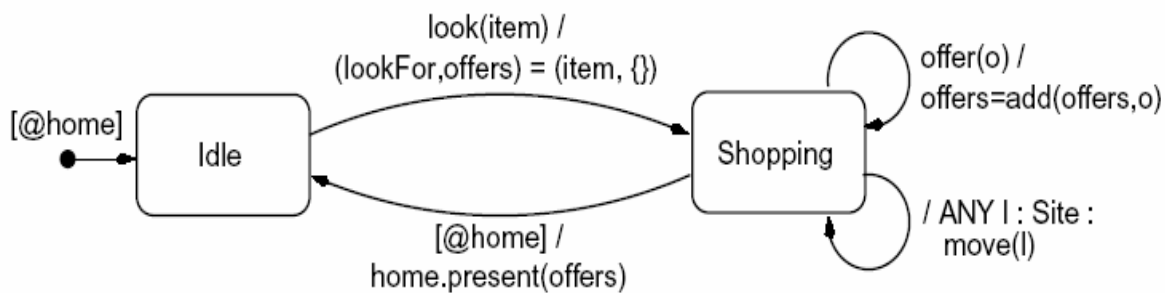 look(item) /
(lookFor,offers) = (item, {})
[@home]
Idle
Shopping
offer(o) /
offers=add(offers,o)
/ ANY l : Site :
move(l)
[@home] /
home.present(offers)